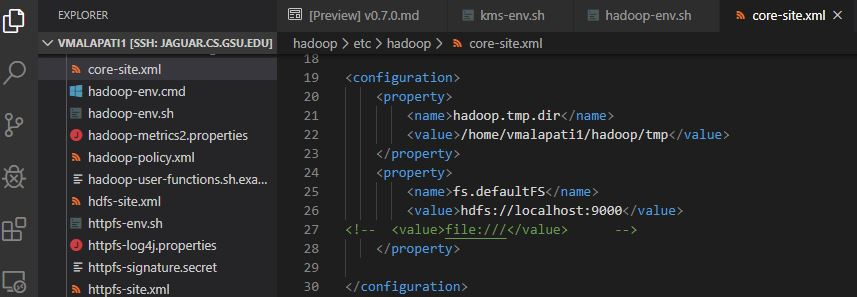 EXPLORER
[Preview] v0.7.0.md
kms-env.sh
hadoop-env.sh
core-site.xml
VMALAPATI1 [SSH: JAGUAR.CS.GSU.EDU]
hadoop > etc > hadoop > core-site.xml
core-site.xml
hadoop-env.cmd
hadoop-env.sh
hadoop-metrics2.properties
hadoop-policy.xml
hadoop-user-functions.sh.exa...
hdfs-site.xml
httpfs-env.sh
httpfs-log4j.properties
httpfs-signature.secret
httpfs-site.xml
18
19 <configuration>
20 <property>
21 <name>hadoop.tmp.dir</name>
22 <value>/home/vmalapati1/hadoop/tmp</value>
23 </property>
24 <property>
25 <name>fs.defaultFS</name>
26 <value>hdfs://localhost:9000</value>
27 <!-- <value>file:///</value> -->
28 </property>
29
30 </configuration>